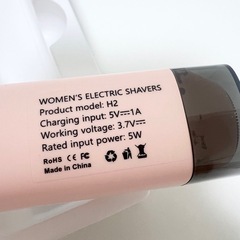 WOMEN'S ELECTRIC SHAVERS
Product model: H2
Charging input: 5V⎓1A
Working voltage: 3.7V⎓
Rated input power: 5W
RoHS CE FC
Made in China